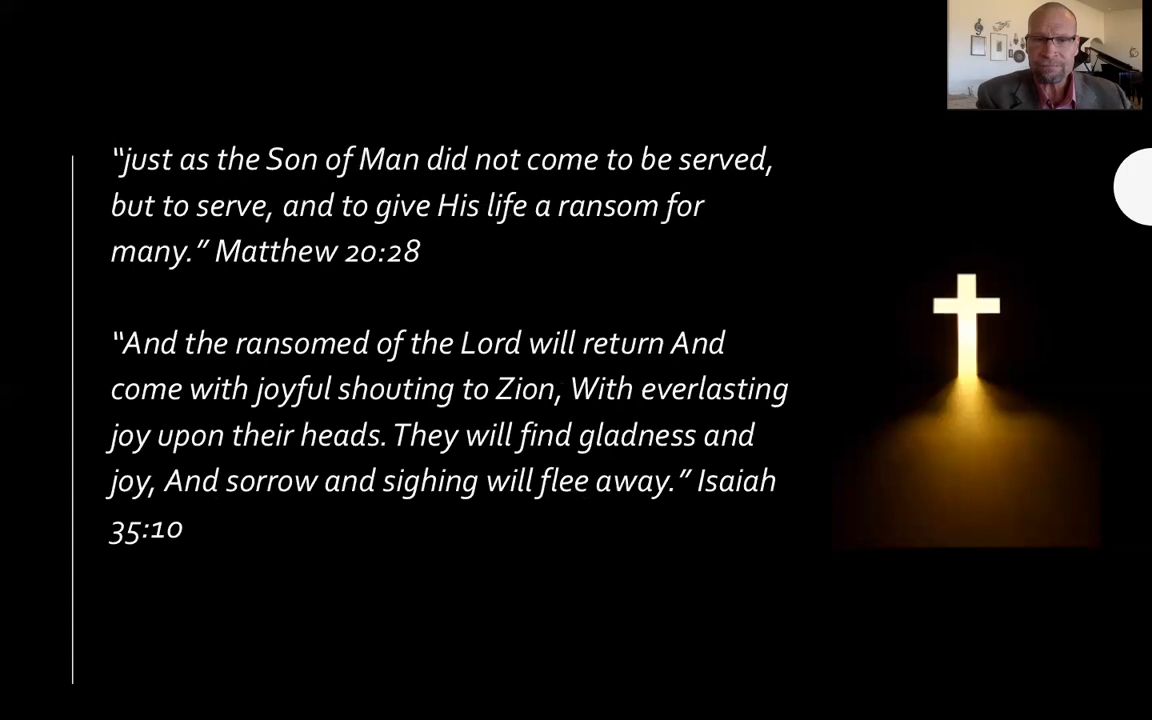 “just as the Son of Man did not come to be served,
but to serve, and to give His life a ransom for
many.” Matthew 20:28
“And the ransomed of the Lord will return And
come with joyful shouting to Zion, With everlasting
joy upon their heads. They will find gladness and
joy, And sorrow and sighing will flee away.” Isaiah
35:10